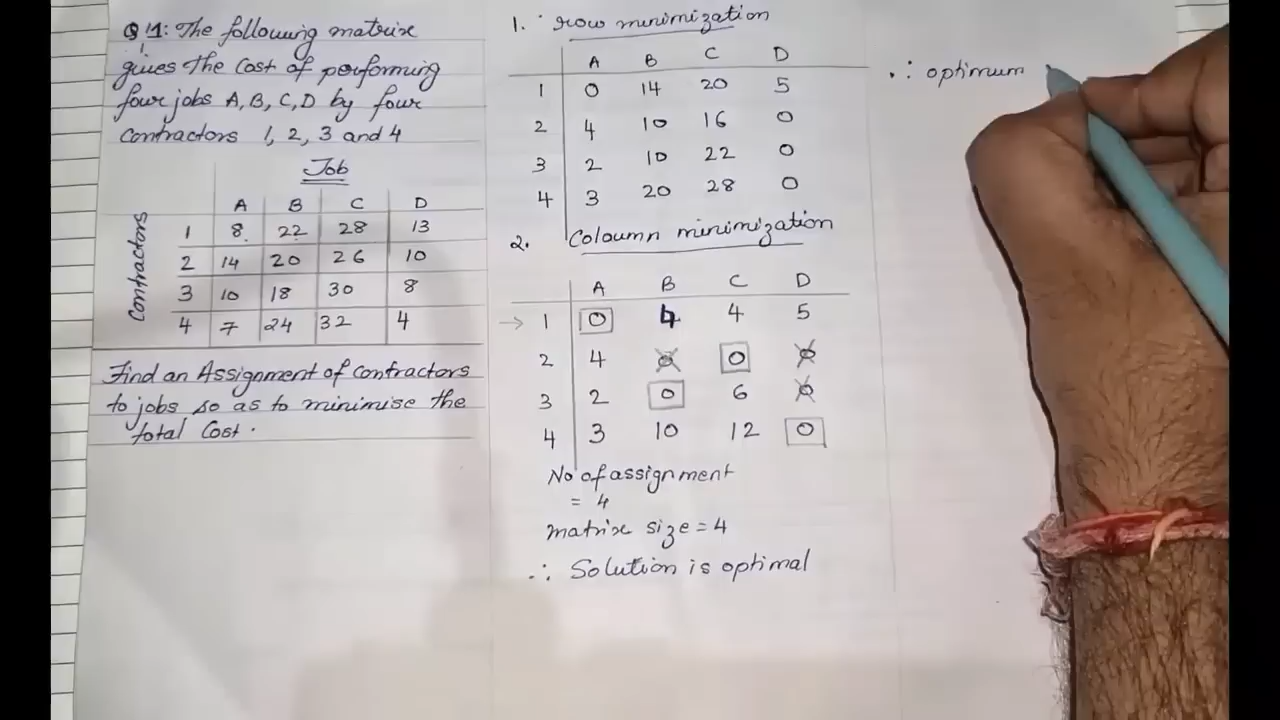 Q 1: The following matrix
gives the cost of performing
four jobs A, B, C, D by four
contractors 1, 2, 3 and 4
Job
Contractors
A B C D
1 8 22 28 13
2 14 20 26 10
3 10 18 30 8
4 7 24 32 4
Find an Assignment of contractors
to jobs so as to minimise the
total cost.
1. row minimization
A B C D
1 0 14 20 5
2 4 10 16 0
3 2 10 22 0
4 3 20 28 0
2. Coloumn minimization
A B C D
→ 1 0 4 4 5
2 4 0 0 0
3 2 0 6 0
4 3 10 12 0
No of assignment
= 4
matrix size = 4
∴ Solution is optimal
∴ optimum